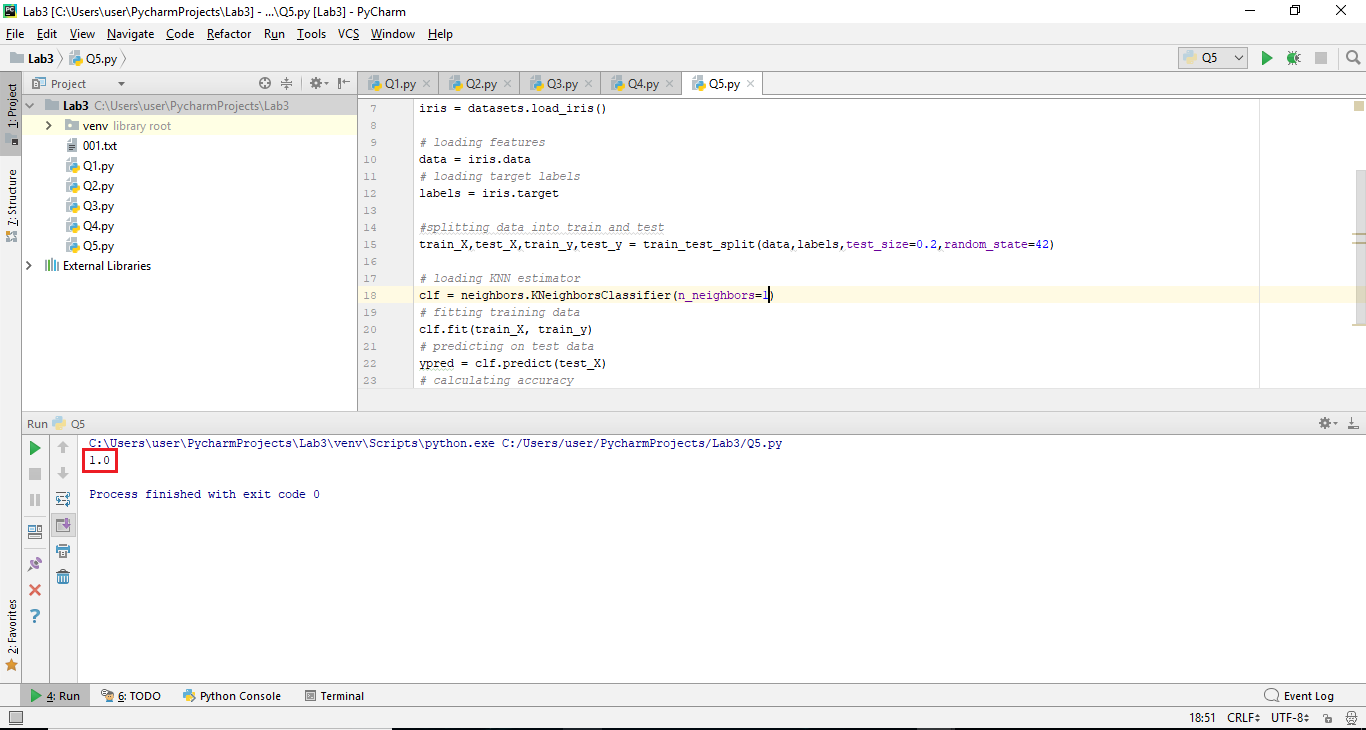 Lab3 [C:\Users\user\PycharmProjects\Lab3] - ...\Q5.py [Lab3] - PyCharm
File Edit View Navigate Code Refactor Run Tools VCS Window Help
Lab3 Q5.py Q5
Project
Q1.py Q2.py Q3.py Q4.py Q5.py
1: Project
7: Structure
2: Favorites
Lab3 C:\Users\user\PycharmProjects\Lab3
venv library root
001.txt
Q1.py
Q2.py
Q3.py
Q4.py
Q5.py
External Libraries
7 iris = datasets.load_iris()
8
9 # loading features
10 data = iris.data
11 # loading target labels
12 labels = iris.target
13
14 #splitting data into train and test
15 train_X,test_X,train_y,test_y = train_test_split(data,labels,test_size=0.2,random_state=42)
16
17 # loading KNN estimator
18 clf = neighbors.KNeighborsClassifier(n_neighbors=1)
19 # fitting training data
20 clf.fit(train_X, train_y)
21 # predicting on test data
22 ypred = clf.predict(test_X)
23 # calculating accuracy
Run Q5
C:\Users\user\PycharmProjects\Lab3\venv\Scripts\python.exe C:/Users/user/PycharmProjects/Lab3/Q5.py
1.0
Process finished with exit code 0
4: Run 6: TODO Python Console Terminal Event Log
18:51 CRLF UTF-8